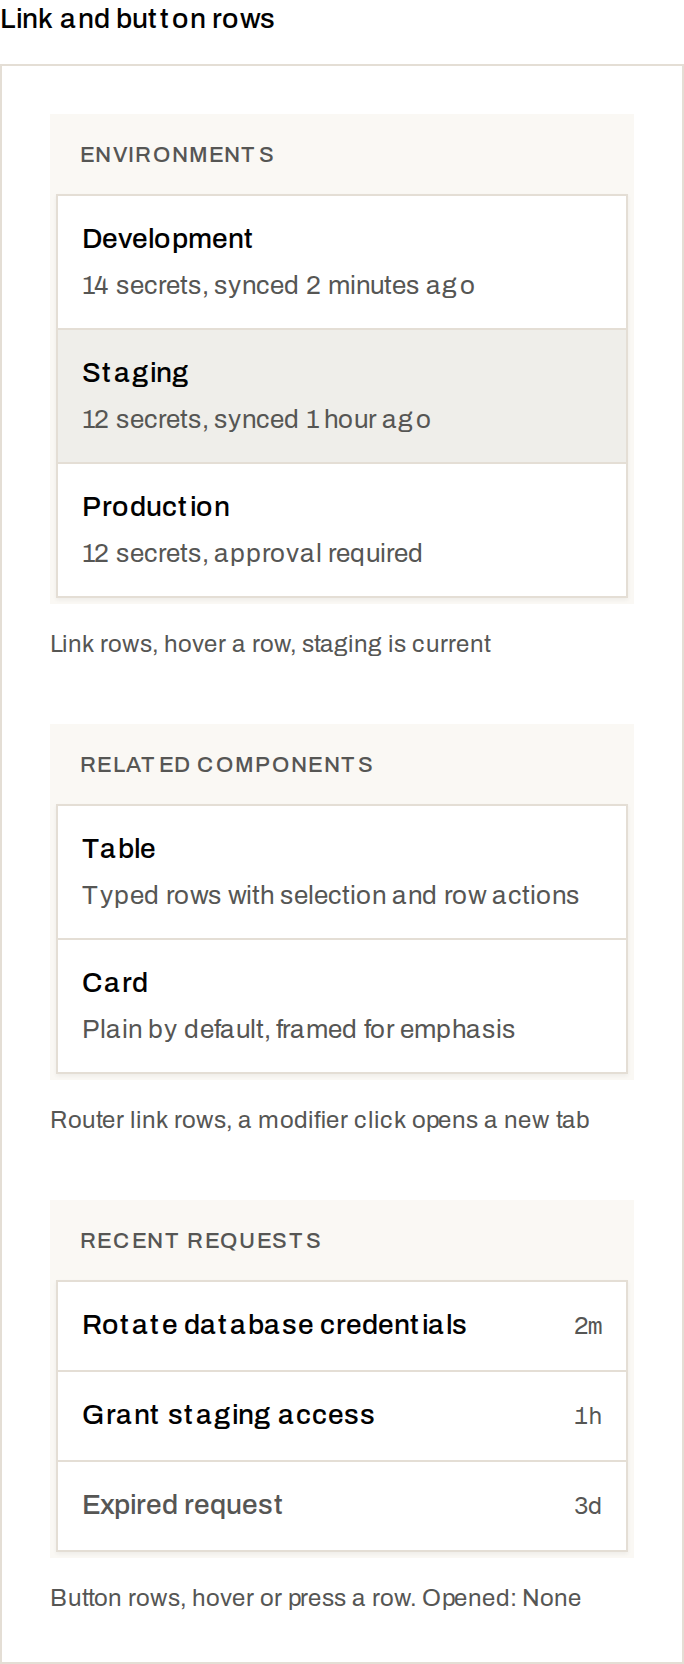 Link and button rows
ENVIRONMENTS
Development
14 secrets, synced 2 minutes ago
Staging
12 secrets, synced 1 hour ago
Production
12 secrets, approval required
Link rows, hover a row, staging is current
RELATED COMPONENTS
Table
Typed rows with selection and row actions
Card
Plain by default, framed for emphasis
Router link rows, a modifier click opens a new tab
RECENT REQUESTS
Rotate database credentials 2m
Grant staging access 1h
Expired request 3d
Button rows, hover or press a row. Opened: None